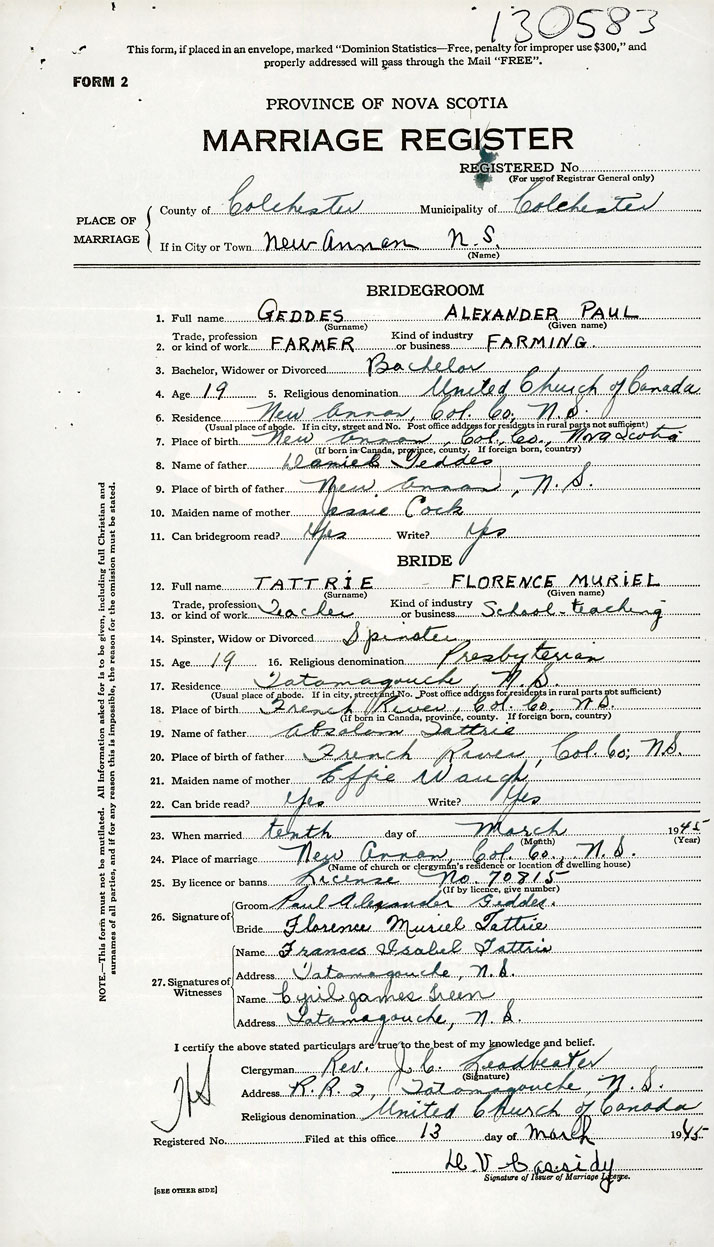 130583
This form, if placed in an envelope, marked "Dominion Statistics—Free, penalty for improper use $300," and
properly addressed will pass through the Mail "FREE".
FORM 2
PROVINCE OF NOVA SCOTIA
MARRIAGE REGISTER
REGISTERED No.
(For use of Registrar General only)
PLACE OF MARRIAGE
County of Colchester Municipality of Colchester
If in City or Town New Annan N.S.
(Name)
BRIDEGROOM
1. Full name GEDDES ALEXANDER PAUL
(Surname) (Given name)
2. Trade, profession or kind of work FARMER Kind of industry or business FARMING.
3. Bachelor, Widower or Divorced Bachelor
4. Age 19 5. Religious denomination United Church of Canada
6. Residence New Annan, Col. Co. N.S.
(Usual place of abode. If in city, street and No. Post office address for residents in rural parts not sufficient)
7. Place of birth New Annan, Col. Co., Nova Scotia
(If born in Canada, province, county. If foreign born, country)
8. Name of father Daniel Geddes
9. Place of birth of father New Annan, N.S.
10. Maiden name of mother Jessie Cock
11. Can bridegroom read? Yes Write? Yes
BRIDE
12. Full name TATTRIE FLORENCE MURIEL
(Surname) (Given name)
13. Trade, profession or kind of work Teacher Kind of industry or business School-teaching
14. Spinster, Widow or Divorced Spinster
15. Age 19 16. Religious denomination Presbyterian
17. Residence Tatamagouche, N.S.
(Usual place of abode. If in city, street and No. Post office address for residents in rural parts not sufficient)
18. Place of birth French River, Col. Co. N.S.
(If born in Canada, province, county. If foreign born, country)
19. Name of father Absalom Tattrie
20. Place of birth of father French River, Col. Co; N.S.
21. Maiden name of mother Effie Waugh
22. Can bride read? Yes Write? Yes
23. When married tenth day of March 1945
(Month) (Year)
24. Place of marriage New Annan, Col. Co., N.S.
(Name of church or clergyman's residence or location of dwelling house)
25. By licence or banns License No. 70815
(If by licence, give number)
26. Signature of
Groom Paul Alexander Geddes.
Bride Florence Muriel Tattrie
27. Signatures of Witnesses
Name Frances Isabel Tattrie
Address Tatamagouche, N.S.
Name Cyril James Green
Address Tatamagouche, N.S.
I certify the above stated particulars are true to the best of my knowledge and belief.
Clergyman Rev. J. C. Leadbeater
(Signature)
Address R.R. 2, Tatamagouche N.S.
Religious denomination United Church of Canada
Registered No. Filed at this office 13 day of March 1945
D V Cassidy
Signature of Issuer of Marriage Licence.
[SEE OTHER SIDE]
NOTE.—This form must not be mutilated. All information asked for is to be given, including full Christian and
surnames of all parties, and if for any reason this is impossible, the reason for the omission must be stated.